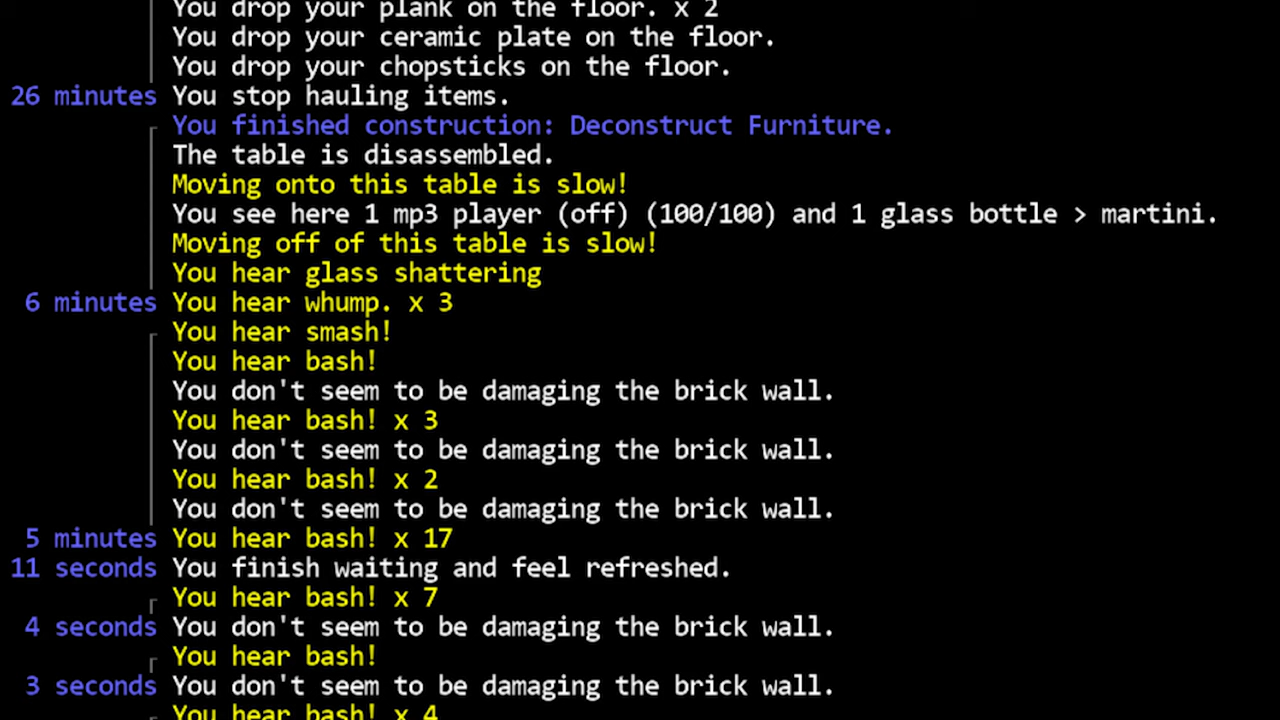 You drop your plank on the floor. x 2
You drop your ceramic plate on the floor.
You drop your chopsticks on the floor.
26 minutes You stop hauling items.
You finished construction: Deconstruct Furniture.
The table is disassembled.
Moving onto this table is slow!
You see here 1 mp3 player (off) (100/100) and 1 glass bottle > martini.
Moving off of this table is slow!
You hear glass shattering
6 minutes You hear whump. x 3
You hear smash!
You hear bash!
You don't seem to be damaging the brick wall.
You hear bash! x 3
You don't seem to be damaging the brick wall.
You hear bash! x 2
You don't seem to be damaging the brick wall.
5 minutes You hear bash! x 17
11 seconds You finish waiting and feel refreshed.
You hear bash! x 7
4 seconds You don't seem to be damaging the brick wall.
You hear bash!
3 seconds You don't seem to be damaging the brick wall.
You hear bash! x 4